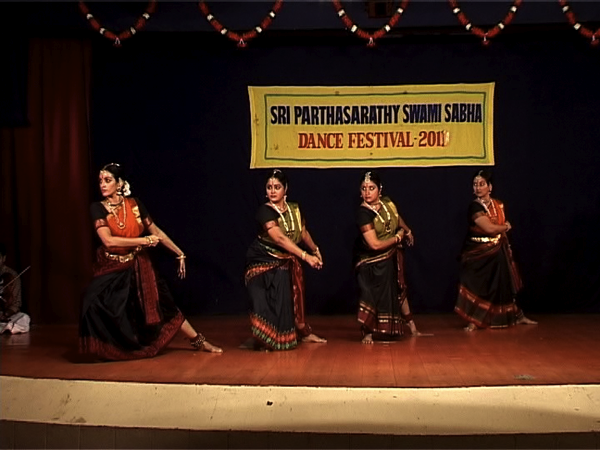 SRI PARTHASARATHY SWAMI SABHA
DANCE FESTIVAL-2011